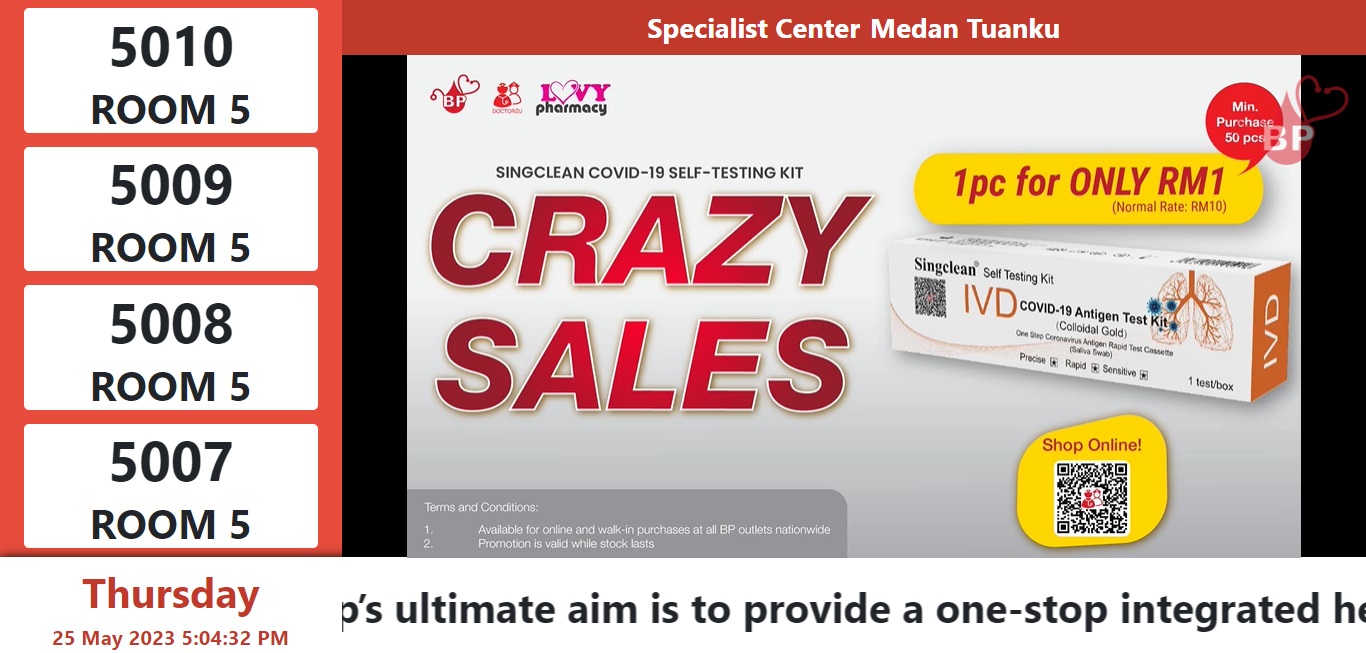 5010
ROOM 5
5009
ROOM 5
5008
ROOM 5
5007
ROOM 5
Thursday
25 May 2023 5:04:32 PM
Specialist Center Medan Tuanku
BP
DOCTOR2U
LOVY
pharmacy
Min.
Purchase
50 pcs
BP
SINGCLEAN COVID-19 SELF-TESTING KIT
CRAZY
SALES
1pc for ONLY RM1
(Normal Rate: RM10)
Singclean® Self Testing Kit
IVD COVID-19 Antigen Test Kit
(Colloidal Gold)
One Step Coronavirus Antigen Rapid Test Cassette
(Saliva Swab)
Precise Rapid Sensitive
1 test/box
IVD
Shop Online!
Terms and Conditions:
1. Available for online and walk-in purchases at all BP outlets nationwide
2. Promotion is valid while stock lasts
p’s ultimate aim is to provide a one-stop integrated he